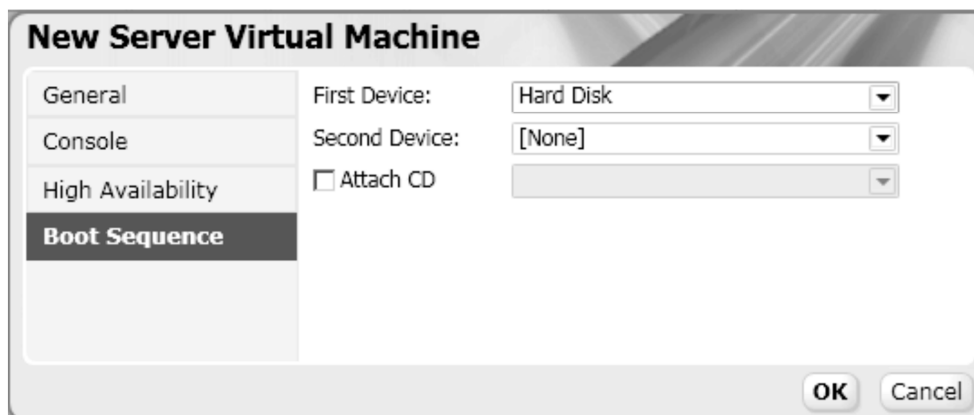 New Server Virtual Machine
General
Console
High Availability
Boot Sequence
First Device: Hard Disk
Second Device: [None]
Attach CD
OK Cancel